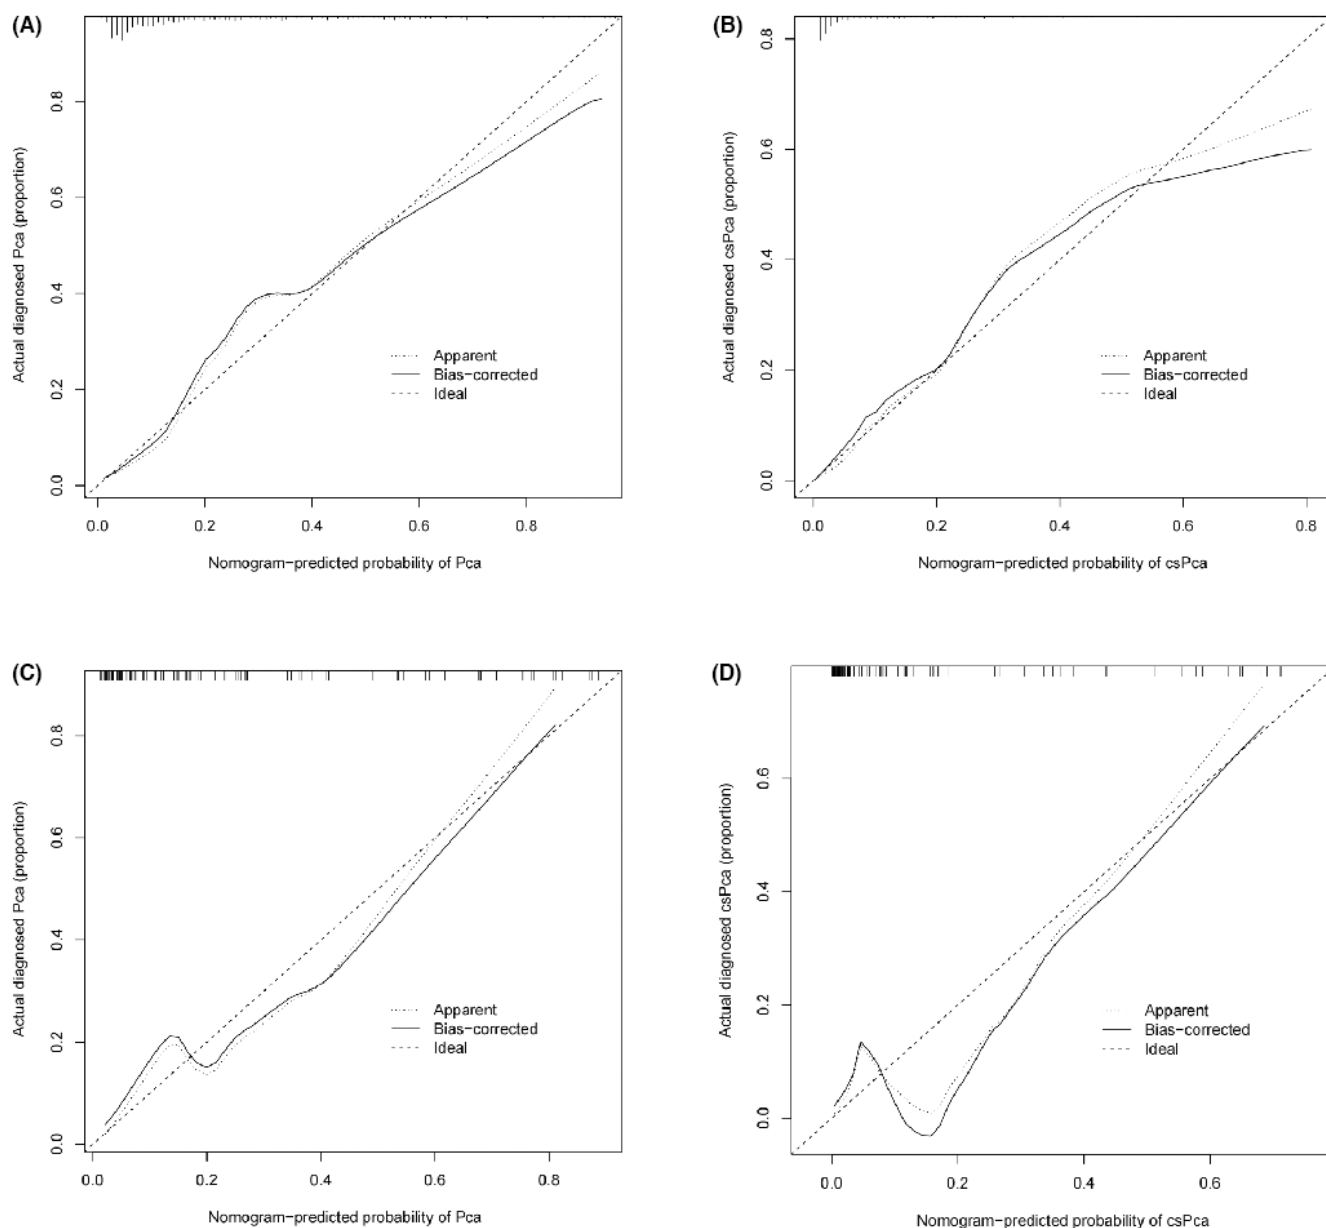 (A)
Actual diagnosed Pca (proportion)
0.8
0.6
0.4
0.2
0.0
Apparent
Bias-corrected
Ideal
0.0 0.2 0.4 0.6 0.8
Nomogram-predicted probability of Pca
(B)
Actual diagnosed csPca (proportion)
0.8
0.6
0.4
0.2
0.0
Apparent
Bias-corrected
Ideal
0.0 0.2 0.4 0.6 0.8
Nomogram-predicted probability of csPca
(C)
Actual diagnosed Pca (proportion)
0.8
0.6
0.4
0.2
0.0
Apparent
Bias-corrected
Ideal
0.0 0.2 0.4 0.6 0.8
Nomogram-predicted probability of Pca
(D)
Actual diagnosed csPca (proportion)
0.6
0.4
0.2
0.0
Apparent
Bias-corrected
Ideal
0.0 0.2 0.4 0.6
Nomogram-predicted probability of csPca